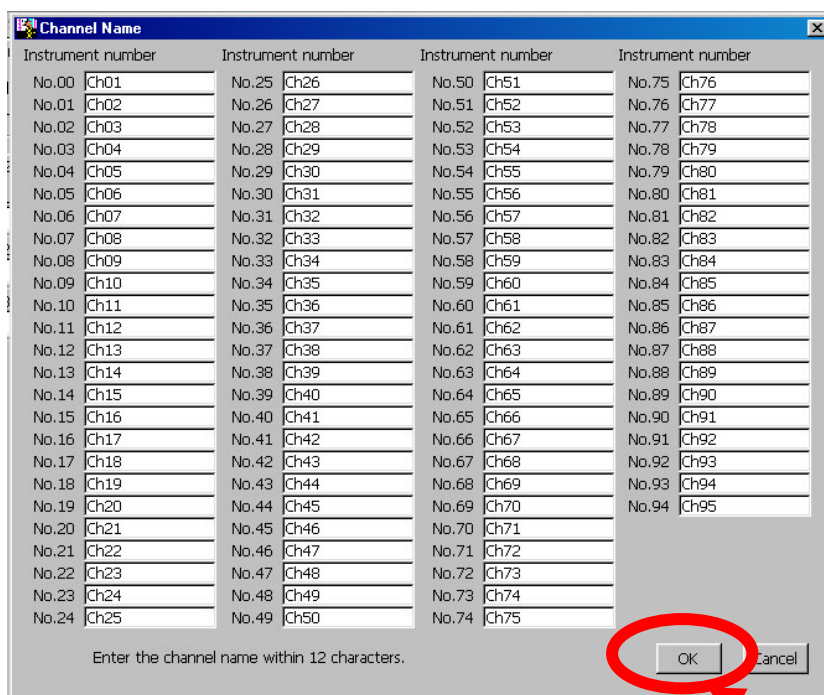 Channel Name
Instrument number Instrument number Instrument number Instrument number
No.00 Ch01 No.25 Ch26 No.50 Ch51 No.75 Ch76
No.01 Ch02 No.26 Ch27 No.51 Ch52 No.76 Ch77
No.02 Ch03 No.27 Ch28 No.52 Ch53 No.77 Ch78
No.03 Ch04 No.28 Ch29 No.53 Ch54 No.78 Ch79
No.04 Ch05 No.29 Ch30 No.54 Ch55 No.79 Ch80
No.05 Ch06 No.30 Ch31 No.55 Ch56 No.80 Ch81
No.06 Ch07 No.31 Ch32 No.56 Ch57 No.81 Ch82
No.07 Ch08 No.32 Ch33 No.57 Ch58 No.82 Ch83
No.08 Ch09 No.33 Ch34 No.58 Ch59 No.83 Ch84
No.09 Ch10 No.34 Ch35 No.59 Ch60 No.84 Ch85
No.10 Ch11 No.35 Ch36 No.60 Ch61 No.85 Ch86
No.11 Ch12 No.36 Ch37 No.61 Ch62 No.86 Ch87
No.12 Ch13 No.37 Ch38 No.62 Ch63 No.87 Ch88
No.13 Ch14 No.38 Ch39 No.63 Ch64 No.88 Ch89
No.14 Ch15 No.39 Ch40 No.64 Ch65 No.89 Ch90
No.15 Ch16 No.40 Ch41 No.65 Ch66 No.90 Ch91
No.16 Ch17 No.41 Ch42 No.66 Ch67 No.91 Ch92
No.17 Ch18 No.42 Ch43 No.67 Ch68 No.92 Ch93
No.18 Ch19 No.43 Ch44 No.68 Ch69 No.93 Ch94
No.19 Ch20 No.44 Ch45 No.69 Ch70 No.94 Ch95
No.20 Ch21 No.45 Ch46 No.70 Ch71
No.21 Ch22 No.46 Ch47 No.71 Ch72
No.22 Ch23 No.47 Ch48 No.72 Ch73
No.23 Ch24 No.48 Ch49 No.73 Ch74
No.24 Ch25 No.49 Ch50 No.74 Ch75
Enter the channel name within 12 characters. OK Cancel